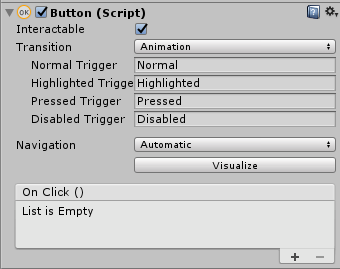 OK Button (Script)
Interactable
Transition Animation
Normal Trigger Normal
Highlighted Trigge Highlighted
Pressed Trigger Pressed
Disabled Trigger Disabled
Navigation Automatic
Visualize
On Click ()
List is Empty
+ −